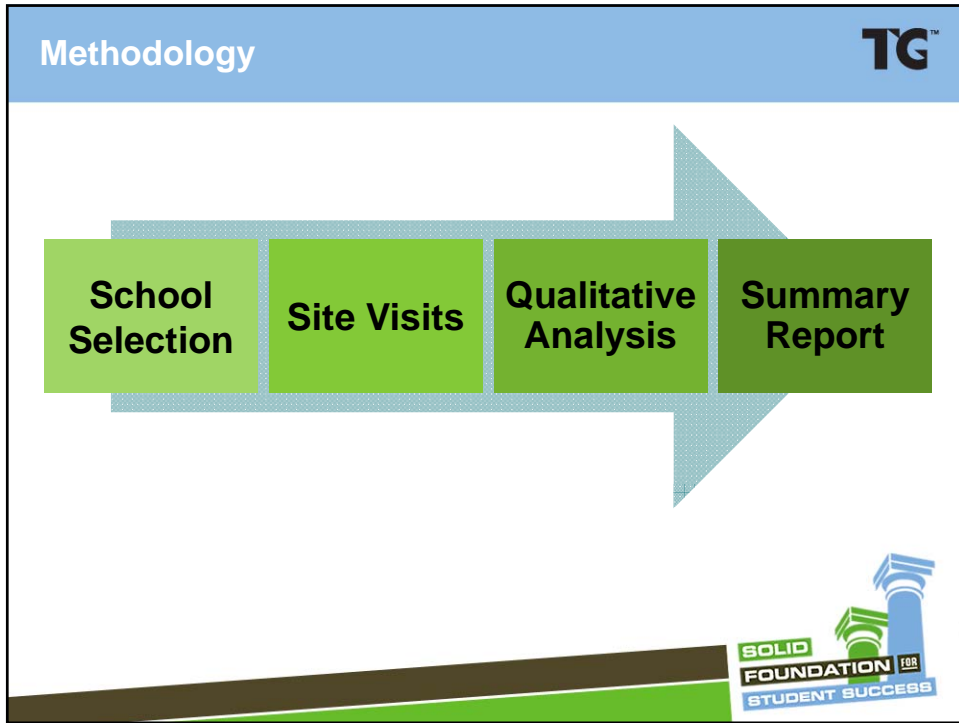 Methodology
TG™
School
Selection
Site Visits
Qualitative
Analysis
Summary
Report
SOLID
FOUNDATION FOR
STUDENT SUCCESS